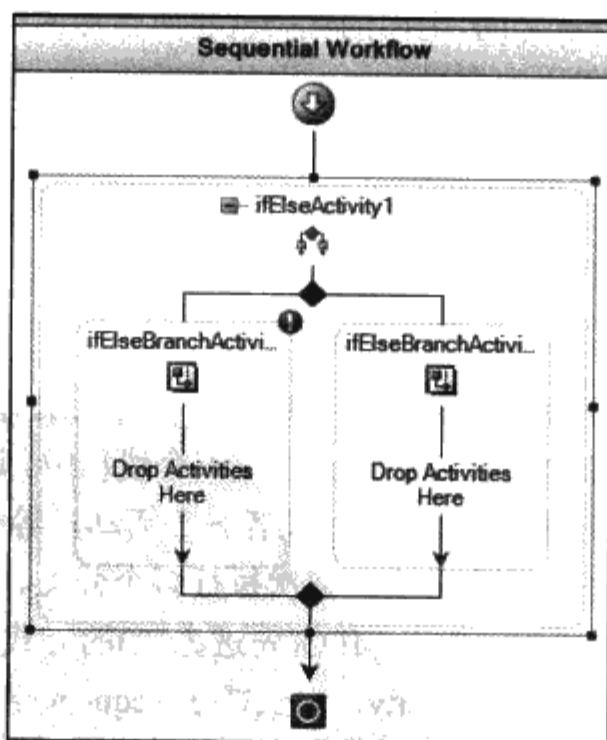 Sequential Workflow
ifElseActivity1
ifElseBranchActivi...
ifElseBranchActivi...
Drop Activities
Here
Drop Activities
Here